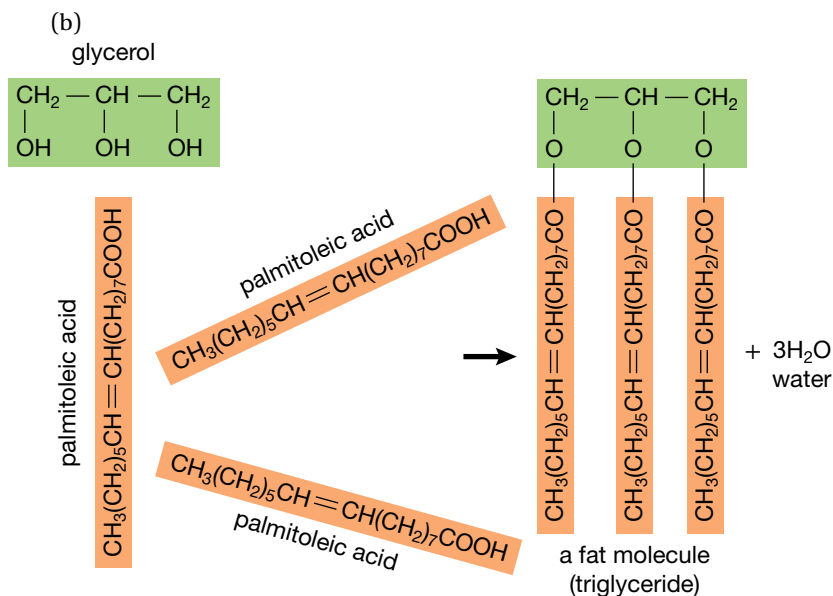 (b)
glycerol
CH₂ — CH — CH₂
OH OH OH
palmitoleic acid
CH₃(CH₂)₅CH=CH(CH₂)₇COOH
palmitoleic acid
CH₃(CH₂)₅CH=CH(CH₂)₇COOH
CH₃(CH₂)₅CH=CH(CH₂)₇COOH
palmitoleic acid
CH₂ — CH — CH₂
O O O
CH₃(CH₂)₅CH=CH(CH₂)₇CO
CH₃(CH₂)₅CH=CH(CH₂)₇CO
CH₃(CH₂)₅CH=CH(CH₂)₇CO
a fat molecule
(triglyceride)
+ 3H₂O
water